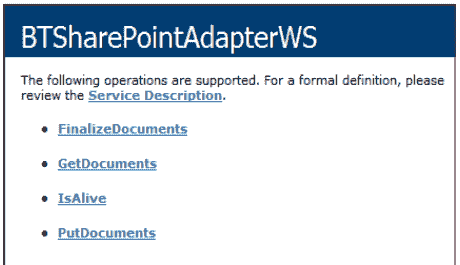 BTSharePointAdapterWS
The following operations are supported. For a formal definition, please
review the Service Description.
FinalizeDocuments
GetDocuments
IsAlive
PutDocuments